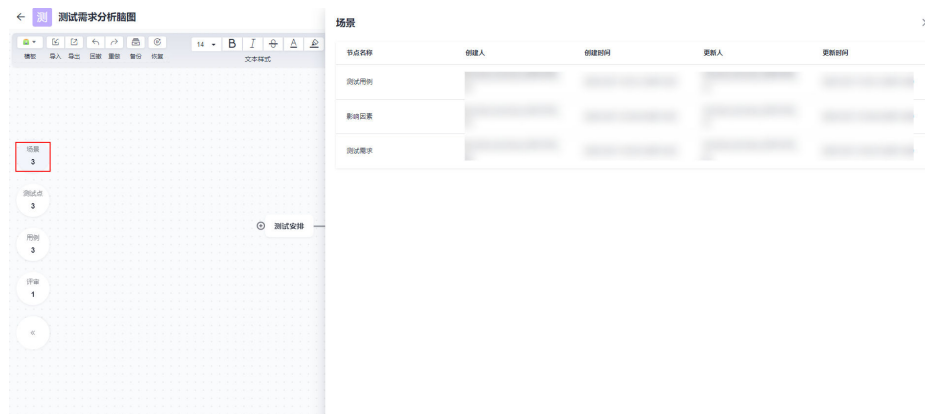 测 测试需求分析脑图
14 B I A
模板 导入 导出 回撤 重做 备份 恢复
文本样式
场景
3
测试点
3
用例
3
评审
1
测试安排
场景
节点名称 创建人 创建时间 更新人 更新时间
测试用例
影响因素
测试需求